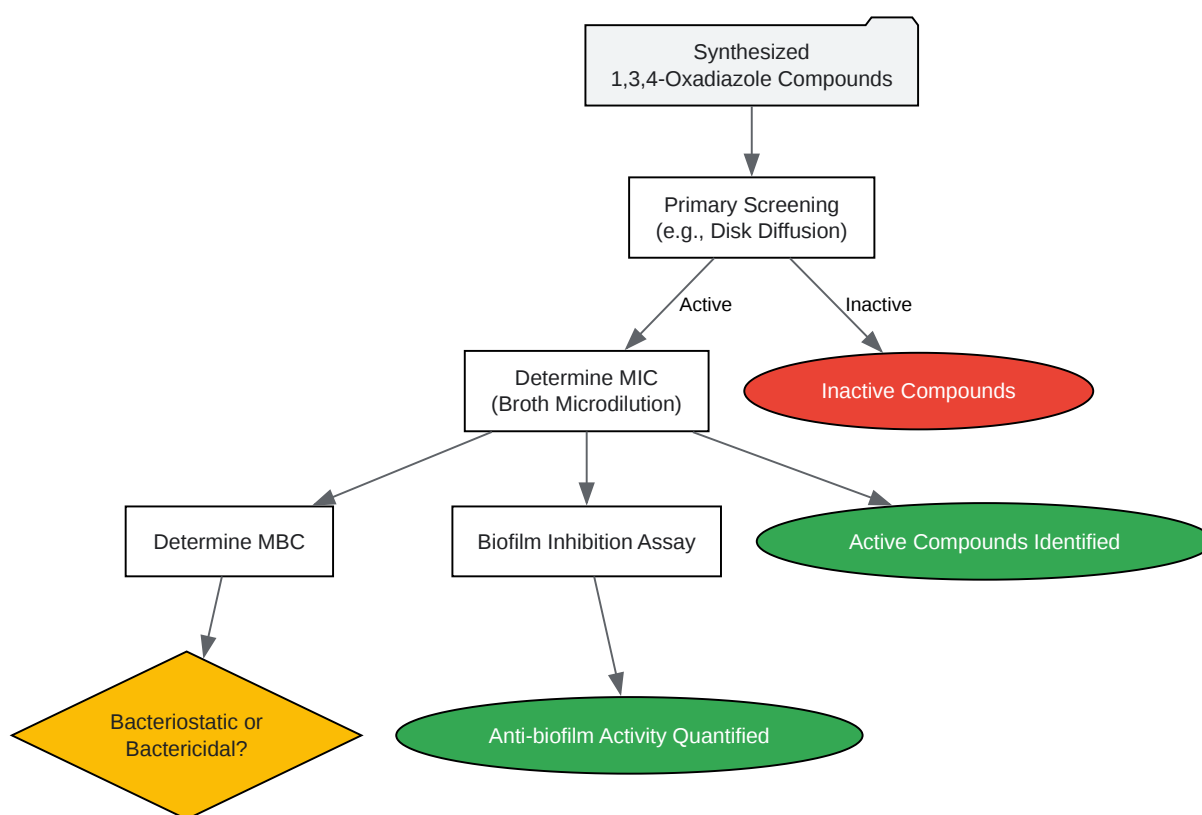 Synthesized
1,3,4-Oxadiazole Compounds
Primary Screening
(e.g., Disk Diffusion)
Active
Inactive
Determine MIC
(Broth Microdilution)
Inactive Compounds
Determine MBC
Biofilm Inhibition Assay
Active Compounds Identified
Bacteriostatic or
Bactericidal?
Anti-biofilm Activity Quantified